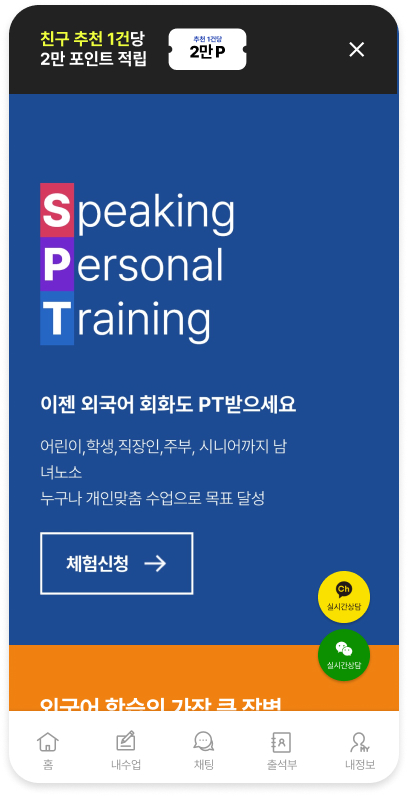 친구 추천 1건당
2만 포인트 적립
추천 1건당
2만 P
Speaking
Personal
Training
이젠 외국어 회화도 PT받으세요
어린이,학생,직장인,주부, 시니어까지 남
녀노소
누구나 개인맞춤 수업으로 목표 달성
체험신청
Ch
실시간상담
실시간상담
외국어 학습의 가장 큰 장벽
홈
내수업
채팅
출석부
MY
내정보